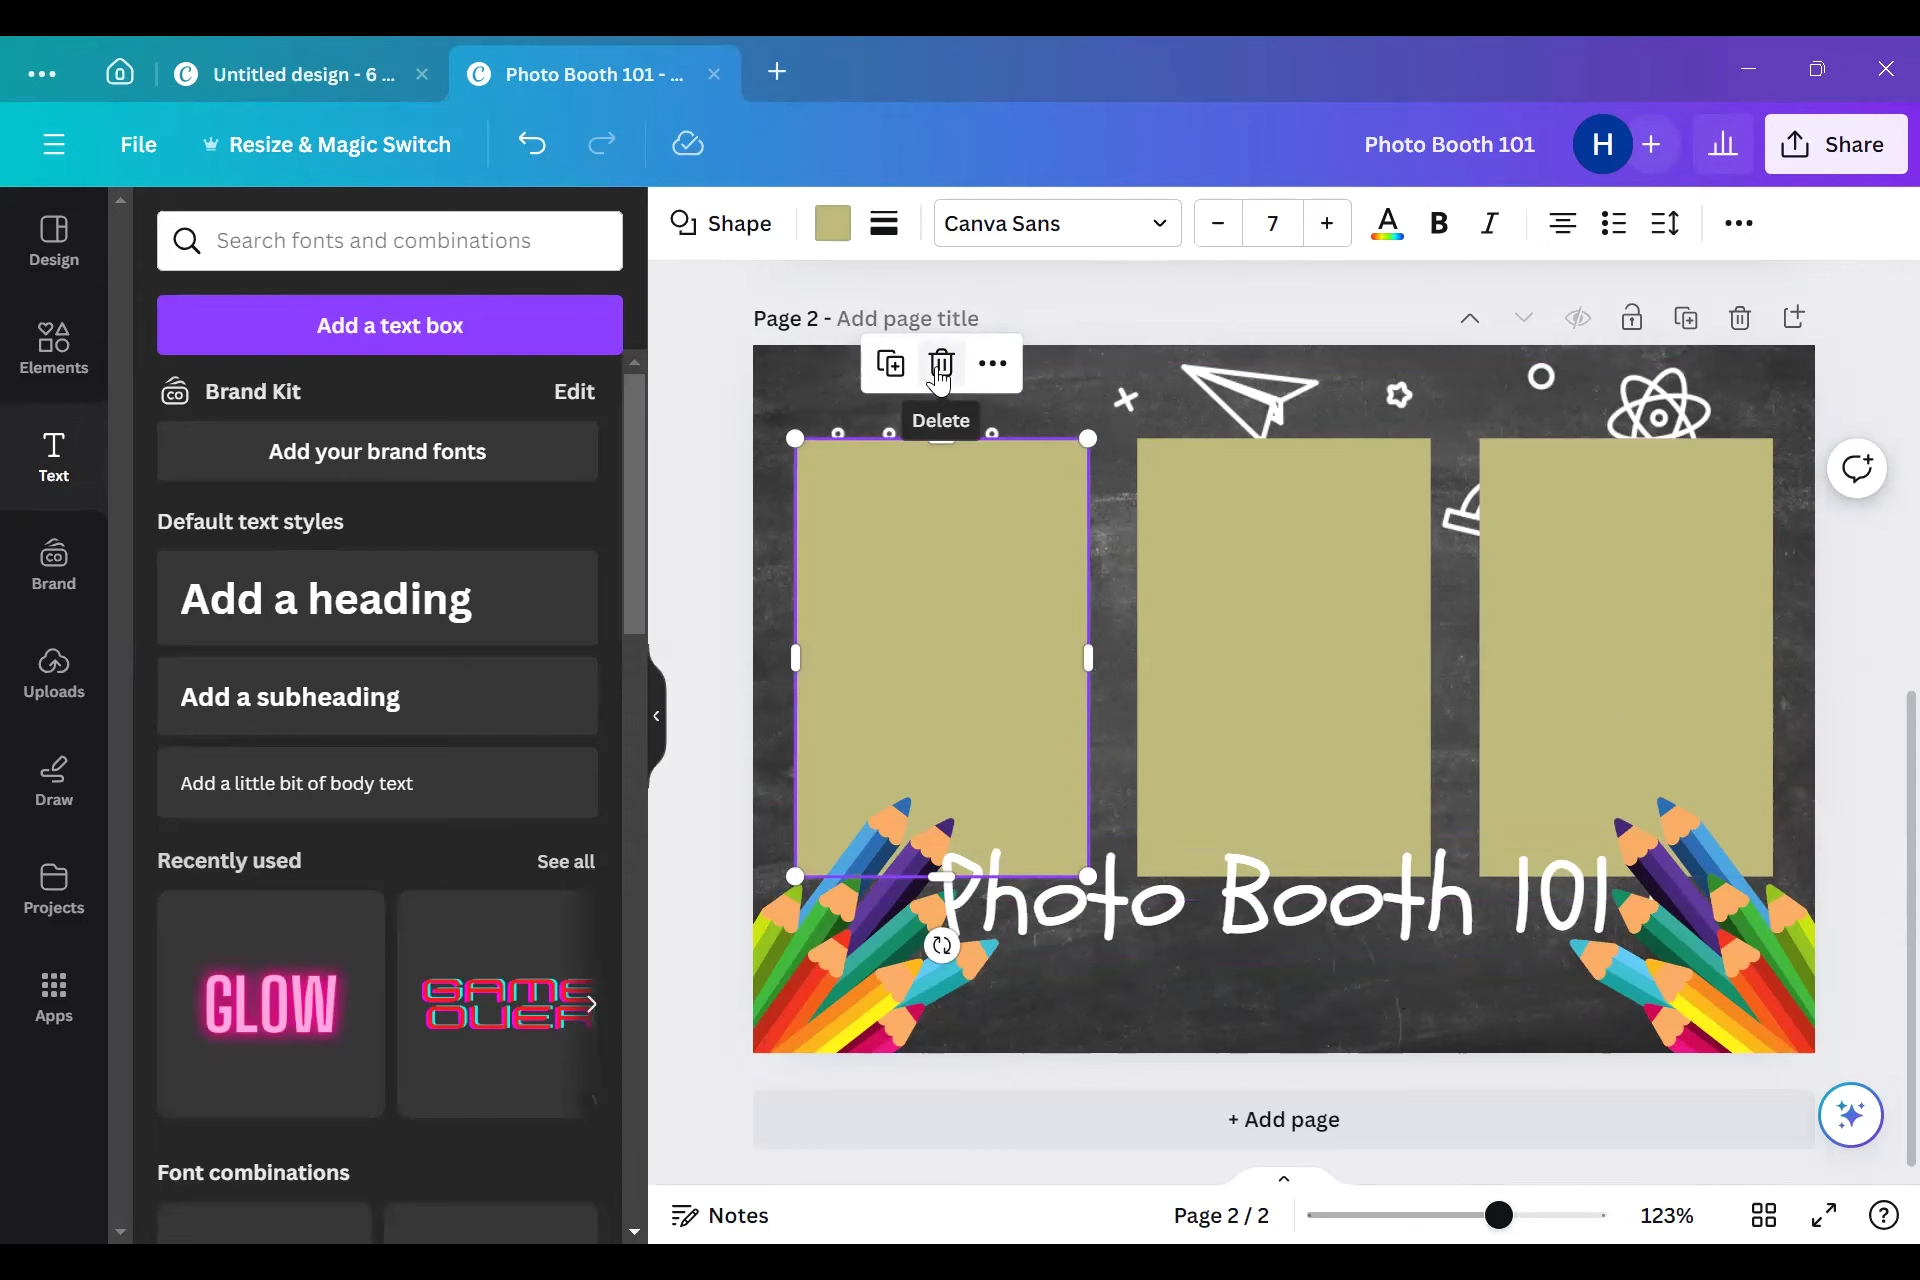 Untitled design - 6 ...
Photo Booth 101 - ...
File
Resize & Magic Switch
Photo Booth 101
H
Share
Design
Elements
Text
Brand
Uploads
Draw
Projects
Apps
Search fonts and combinations
Add a text box
Brand Kit
Edit
Add your brand fonts
Default text styles
Add a heading
Add a subheading
Add a little bit of body text
Recently used
See all
GLOW
GAME
OVER
Font combinations
Shape
Canva Sans
7
A
B
I
Page 2 - Add page title
Delete
Photo Booth 101
+ Add page
Notes
Page 2 / 2
123%